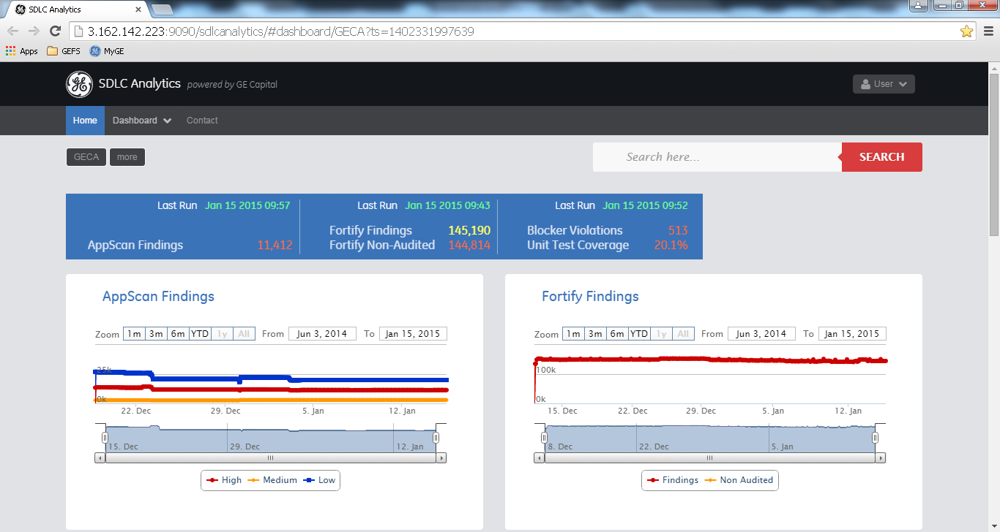 SDLC Analytics
3.162.142.223:9090/sdlcanalytics/#dashboard/GECA?ts=1402331997639
Apps GEFS MyGE
SDLC Analytics powered by GE Capital
User
Home Dashboard Contact
GECA more
Search here... SEARCH
Last Run Jan 15 2015 09:57
AppScan Findings 11,412
Last Run Jan 15 2015 09:43
Fortify Findings 145,190
Fortify Non-Audited 144,814
Last Run Jan 15 2015 09:52
Blocker Violations 513
Unit Test Coverage 20.1%
AppScan Findings
Zoom 1m 3m 6m YTD 1y All From Jun 3, 2014 To Jan 15, 2015
25k
0k
22. Dec 29. Dec 5. Jan 12. Jan
15. Dec 29. Dec 12. Jan
High Medium Low
Fortify Findings
Zoom 1m 3m 6m YTD 1y All From Jun 3, 2014 To Jan 15, 2015
100k
0k
15. Dec 22. Dec 29. Dec 5. Jan 12. Jan
8. Dec 22. Dec 5. Jan
Findings Non Audited